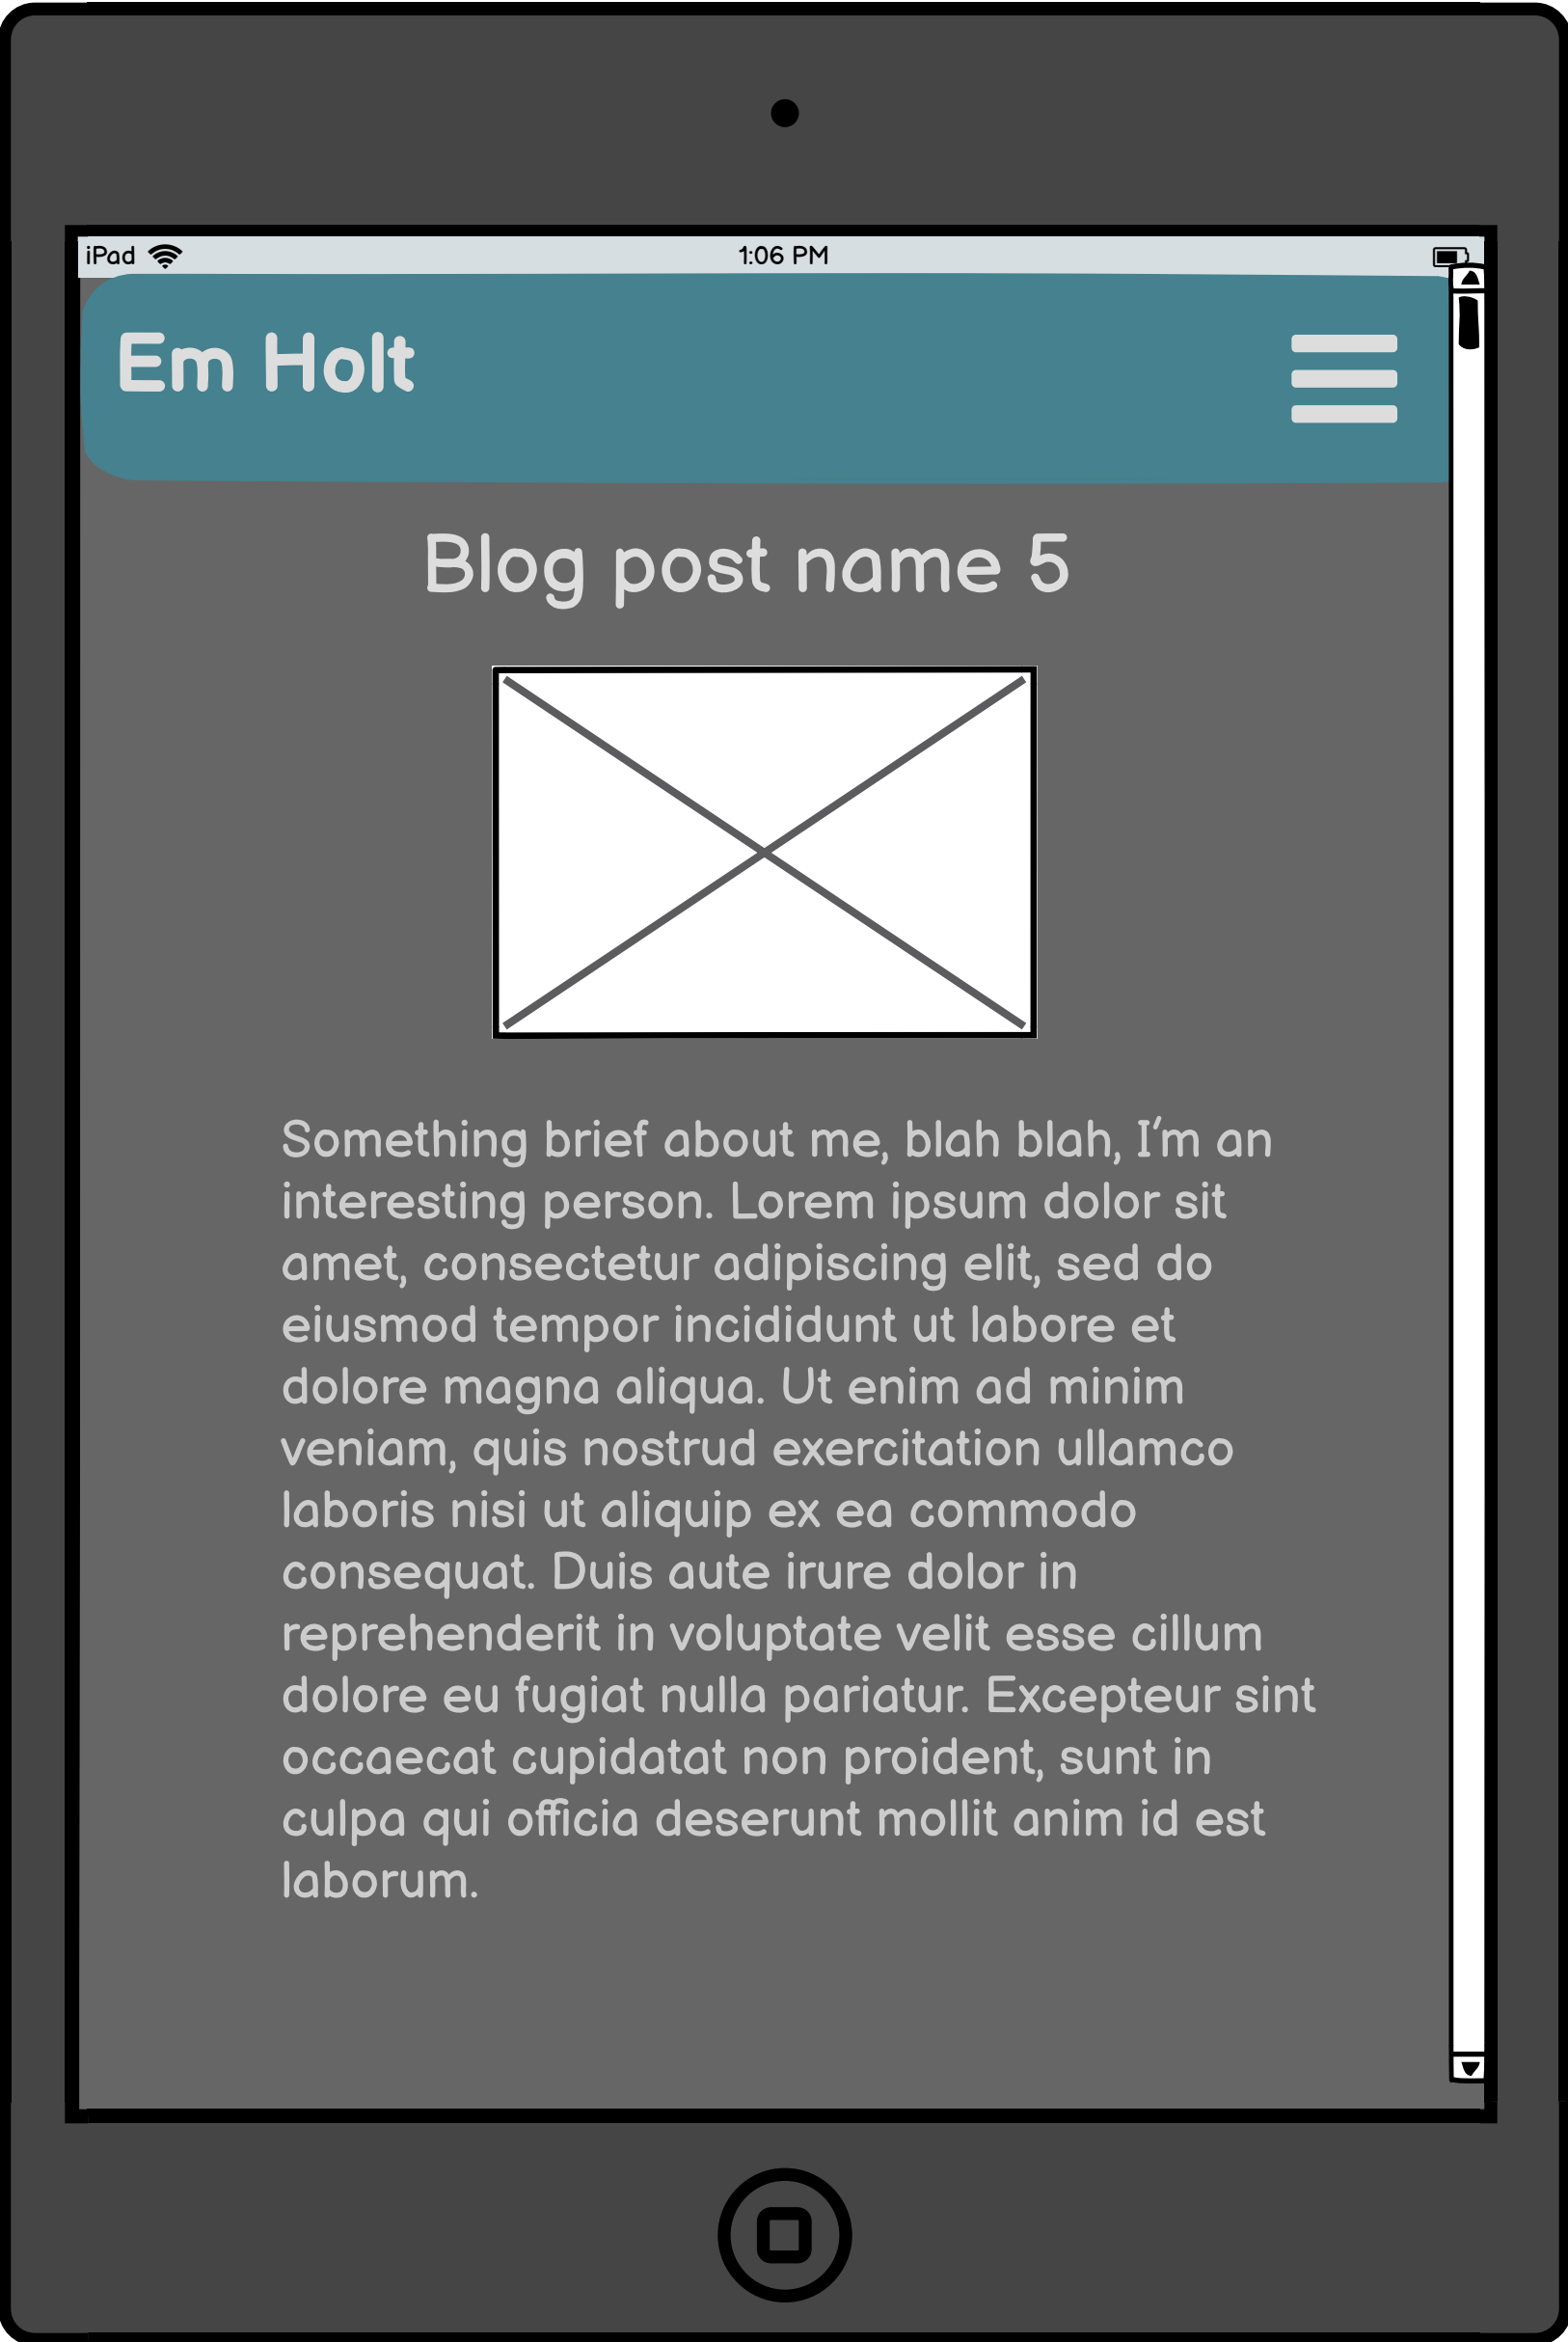 iPad
1:06 PM
Em Holt
Blog post name 5
Something brief about me, blah blah, I'm an
interesting person. Lorem ipsum dolor sit
amet, consectetur adipiscing elit, sed do
eiusmod tempor incididunt ut labore et
dolore magna aliqua. Ut enim ad minim
veniam, quis nostrud exercitation ullamco
laboris nisi ut aliquip ex ea commodo
consequat. Duis aute irure dolor in
reprehenderit in voluptate velit esse cillum
dolore eu fugiat nulla pariatur. Excepteur sint
occaecat cupidatat non proident, sunt in
culpa qui officia deserunt mollit anim id est
laborum.